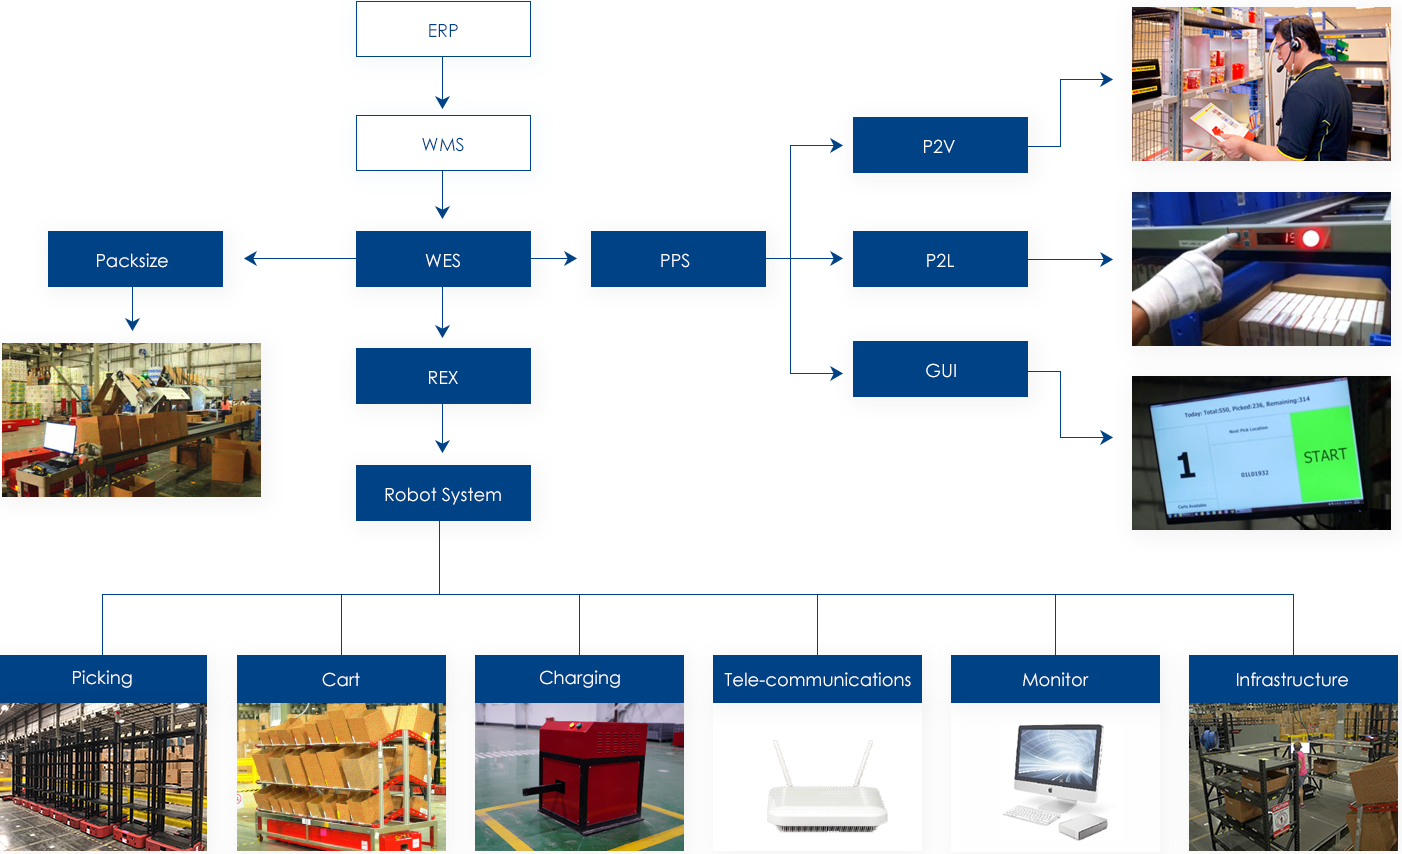 ERP
WMS
P2V
Packsize
WES
PPS
P2L
REX
GUI
Today: Total:550, Picked:236, Remaining:314
Next Pick Location
1
START
01L01932
Carts Available
Robot System
Picking
Cart
Charging
Tele-communications
Monitor
Infrastructure